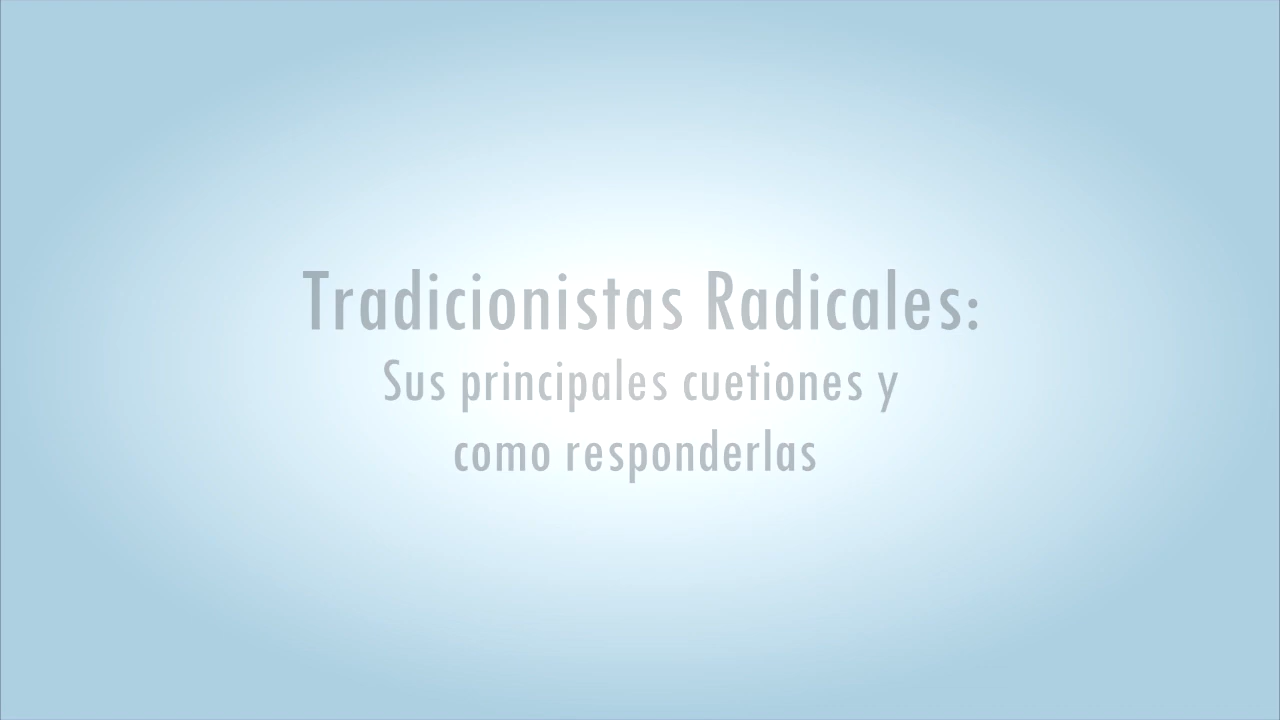 Tradicionistas Radicales:
Sus principales cuetiones y
como responderlas